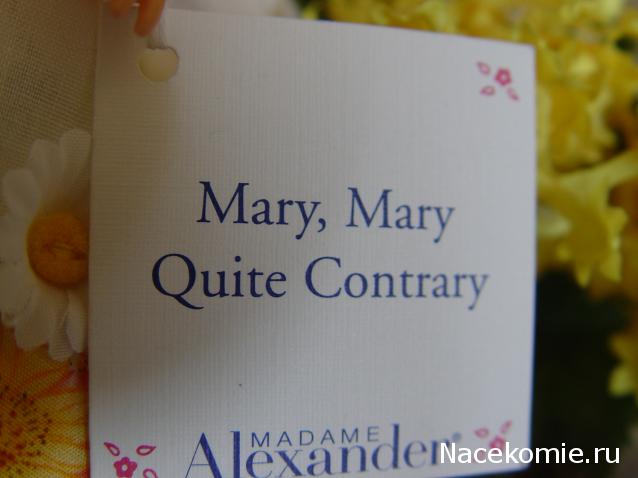 Mary, Mary
Quite Contrary
MADAME
Alexander®
Nacekomie.ru